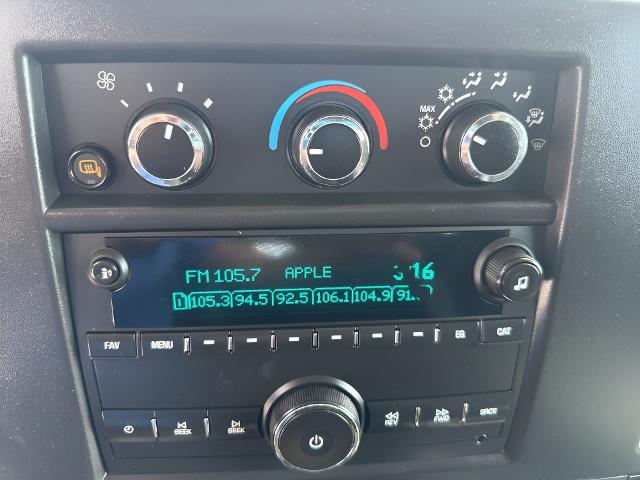 MAX
FM 105.7 APPLE
1 105.3 94.5 92.5 106.1 104.9
FAV MENU EQ CAT
SEEK SEEK REV FWD SRCE